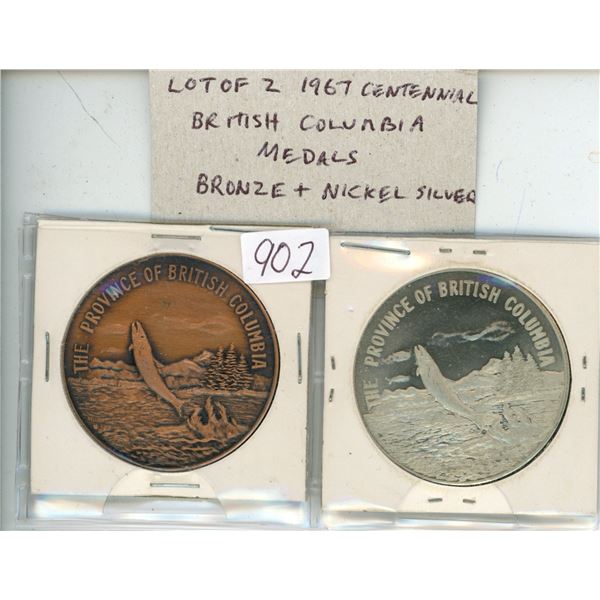 LOT OF 2 1967 CENTENNIAL
BRITISH COLUMBIA
MEDALS
BRONZE + NICKEL SILVER
902
THE PROVINCE OF BRITISH COLUMBIA
THE PROVINCE OF BRITISH COLUMBIA